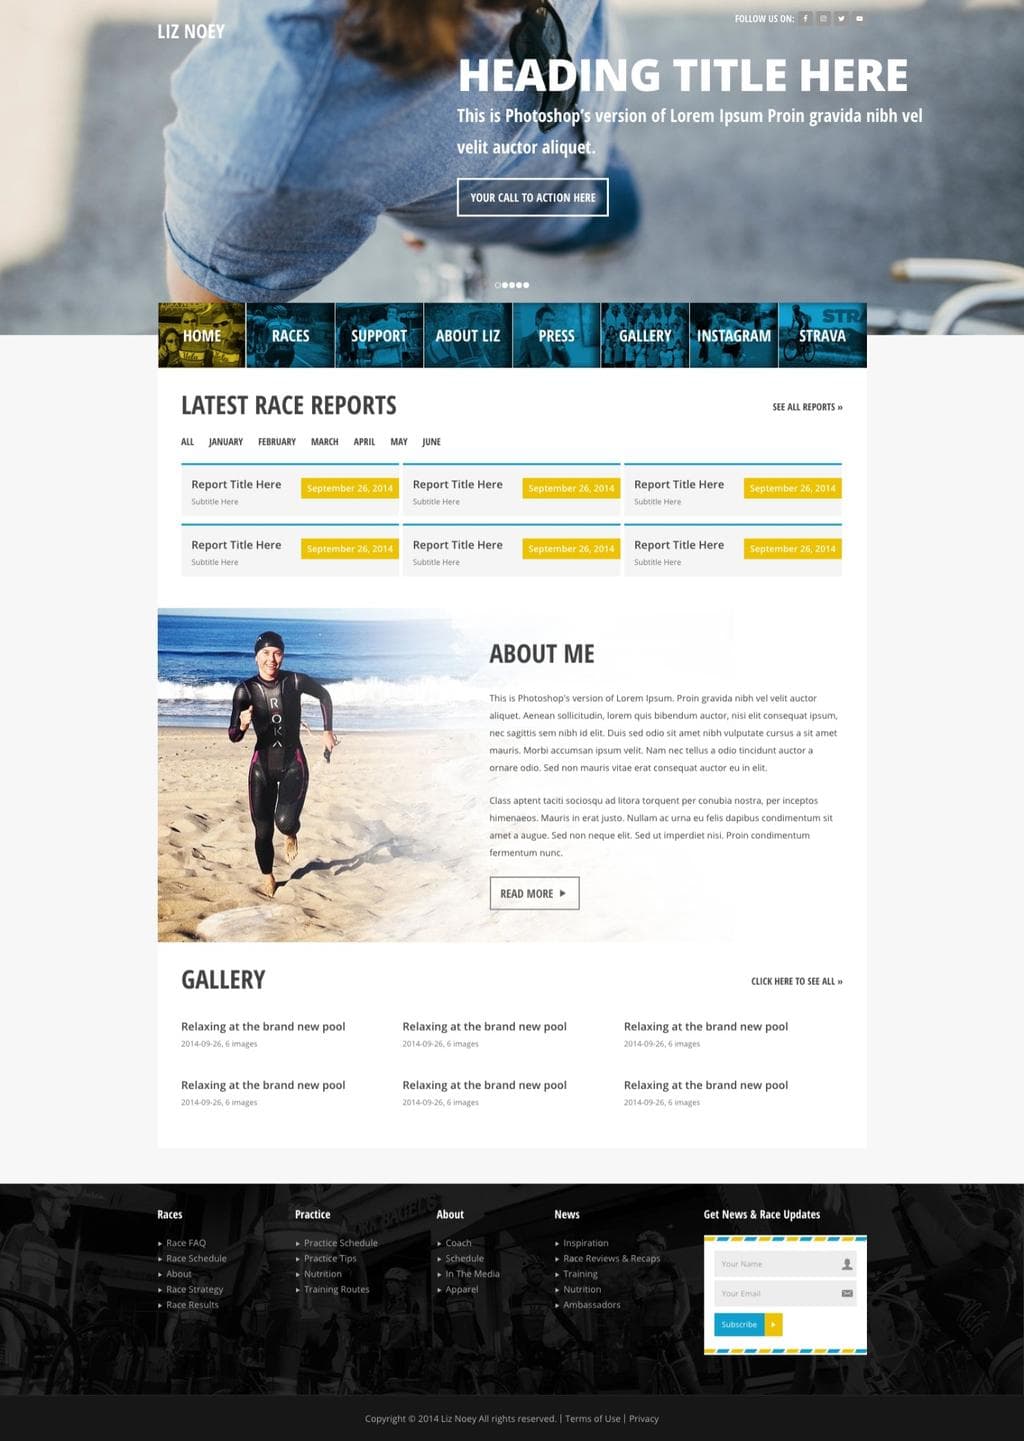 LIZ NOEY
FOLLOW US ON:
HEADING TITLE HERE
This is Photoshop's version of Lorem Ipsum Proin gravida nibh vel
velit auctor aliquet.
YOUR CALL TO ACTION HERE
HOME RACES SUPPORT ABOUT LIZ PRESS GALLERY INSTAGRAM STRAVA
LATEST RACE REPORTS
SEE ALL REPORTS »
ALL JANUARY FEBRUARY MARCH APRIL MAY JUNE
Report Title Here
Subtitle Here
September 26, 2014
Report Title Here
Subtitle Here
September 26, 2014
Report Title Here
Subtitle Here
September 26, 2014
Report Title Here
Subtitle Here
September 26, 2014
Report Title Here
Subtitle Here
September 26, 2014
Report Title Here
Subtitle Here
September 26, 2014
ROKA
ABOUT ME
This is Photoshop's version of Lorem Ipsum. Proin gravida nibh vel velit auctor
aliquet. Aenean sollicitudin, lorem quis bibendum auctor, nisi elit consequat ipsum,
nec sagittis sem nibh id elit. Duis sed odio sit amet nibh vulputate cursus a sit amet
mauris. Morbi accumsan ipsum velit. Nam nec tellus a odio tincidunt auctor a
ornare odio. Sed non mauris vitae erat consequat auctor eu in elit.
Class aptent taciti sociosqu ad litora torquent per conubia nostra, per inceptos
himenaeos. Mauris in erat justo. Nullam ac urna eu felis dapibus condimentum sit
amet a augue. Sed non neque elit. Sed ut imperdiet nisi. Proin condimentum
fermentum nunc.
READ MORE
GALLERY
CLICK HERE TO SEE ALL »
Relaxing at the brand new pool
2014-09-26, 6 images
Relaxing at the brand new pool
2014-09-26, 6 images
Relaxing at the brand new pool
2014-09-26, 6 images
Relaxing at the brand new pool
2014-09-26, 6 images
Relaxing at the brand new pool
2014-09-26, 6 images
Relaxing at the brand new pool
2014-09-26, 6 images
Races
Race FAQ
Race Schedule
About
Race Strategy
Race Results
Practice
Practice Schedule
Practice Tips
Nutrition
Training Routes
About
Coach
Schedule
In The Media
Apparel
News
Inspiration
Race Reviews & Recaps
Training
Nutrition
Ambassadors
Get News & Race Updates
Your Name
Your Email
Subscribe
Copyright © 2014 Liz Noey All rights reserved. | Terms of Use | Privacy